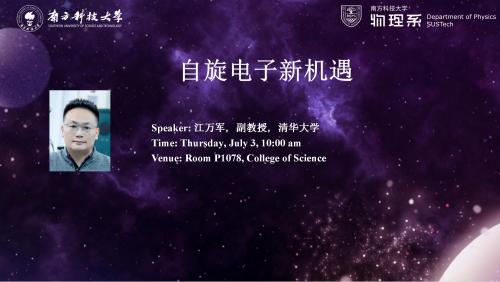 南方科技大学
SOUTHERN UNIVERSITY OF SCIENCE AND TECHNOLOGY
南方科技大学
物理系
Department of Physics
SUSTech
自旋电子新机遇
Speaker: 江万军，副教授，清华大学
Time: Thursday, July 3, 10:00 am
Venue: Room P1078, College of Science